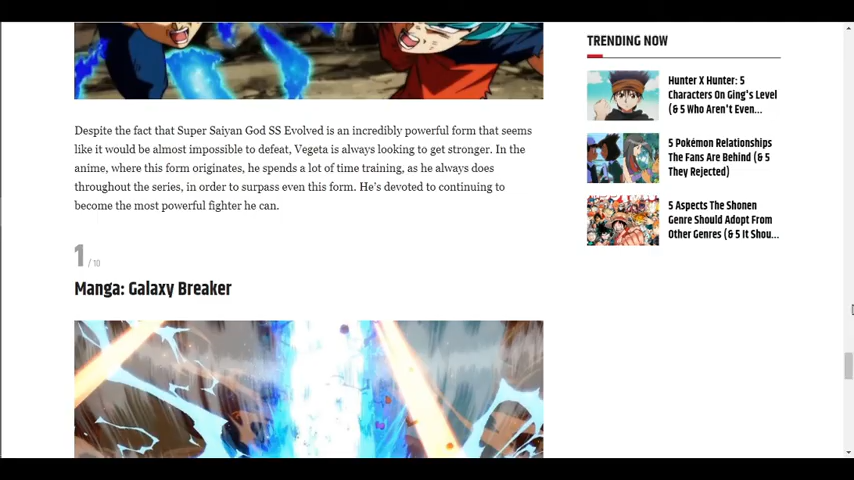 Despite the fact that Super Saiyan God SS Evolved is an incredibly powerful form that seems
like it would be almost impossible to defeat, Vegeta is always looking to get stronger. In the
anime, where this form originates, he spends a lot of time training, as he always does
throughout the series, in order to surpass even this form. He's devoted to continuing to
become the most powerful fighter he can.
1 / 10
Manga: Galaxy Breaker
TRENDING NOW
Hunter X Hunter: 5
Characters On Ging's Level
(& 5 Who Aren't Even...
5 Pokémon Relationships
The Fans Are Behind (& 5
They Rejected)
5 Aspects The Shonen
Genre Should Adopt From
Other Genres (& 5 It Shou...